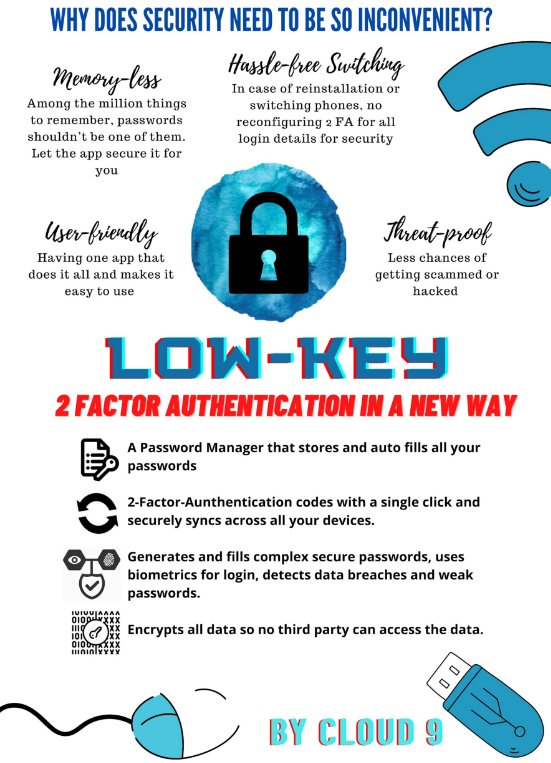 WHY DOES SECURITY NEED TO BE SO INCONVENIENT?
Memory-less
Among the million things
to remember, passwords
shouldn't be one of them.
Let the app secure it for
you
Hassle-free Switching
In case of reinstallation or
switching phones, no
reconfiguring 2 FA for all
login details for security
User-friendly
Having one app that
does it all and makes it
easy to use
Threat-proof
Less chances of
getting scammed or
hacked
LOW-KEY
2 FACTOR AUTHENTICATION IN A NEW WAY
A Password Manager that stores and auto fills all your
passwords
2-Factor-Aunthentication codes with a single click and
securely syncs across all your devices.
Generates and fills complex secure passwords, uses
biometrics for login, detects data breaches and weak
passwords.
Encrypts all data so no third party can access the data.
BY CLOUD 9